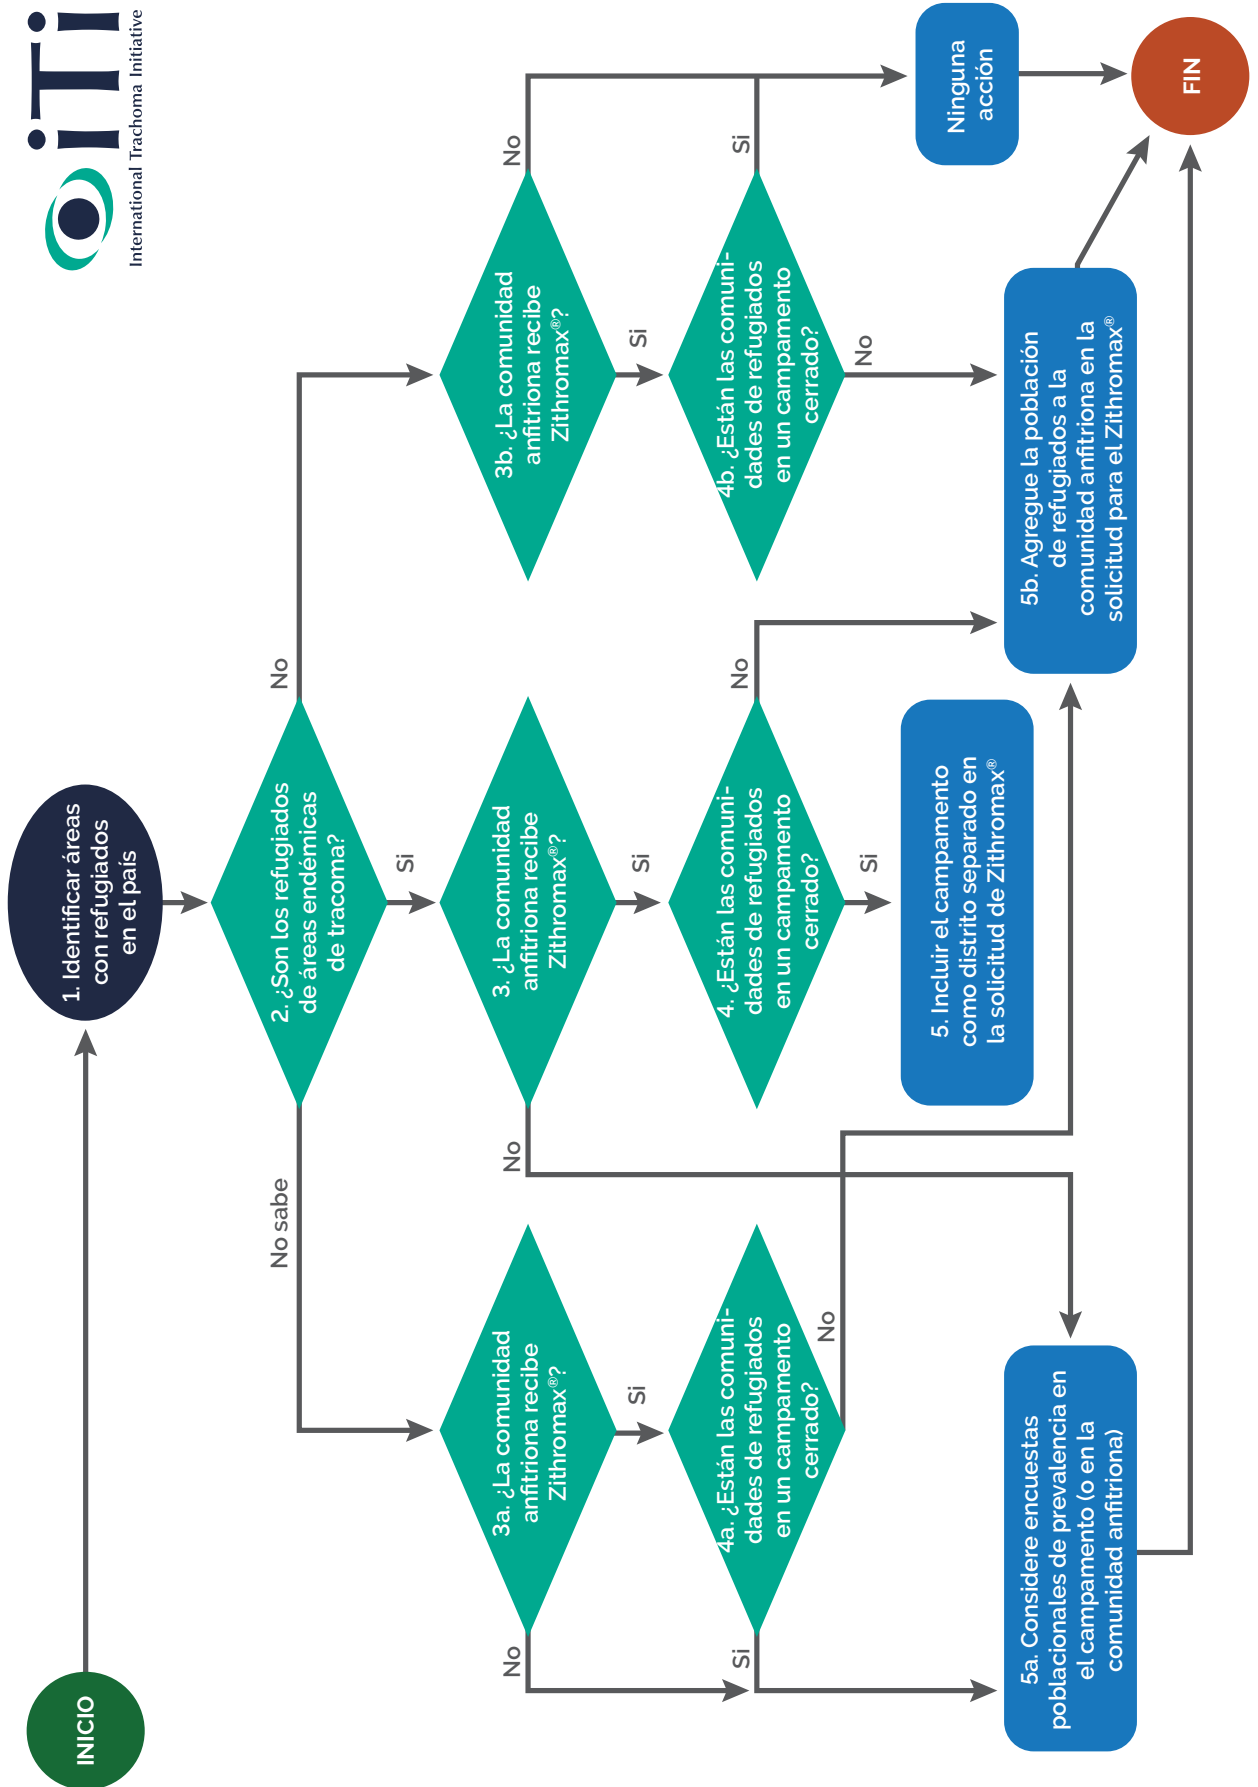 iTi
International Trachoma Initiative
INICIO
1. Identificar áreas
con refugiados
en el país
2. ¿Son los refugiados
de áreas endémicas
de tracoma?
No sabe
Si
No
3a. ¿La comunidad
anfitriona recibe
Zithromax®?
No
Si
3. ¿La comunidad
anfitriona recibe
Zithromax®?
No
Si
3b. ¿La comunidad
anfitriona recibe
Zithromax®?
No
Si
4a. ¿Están las comuni-
dades de refugiados
en un campamento
cerrado?
Si
No
4. ¿Están las comuni-
dades de refugiados
en un campamento
cerrado?
No
Si
4b. ¿Están las comuni-
dades de refugiados
en un campamento
cerrado?
Si
No
Ninguna
acción
5. Incluir el campamento
como distrito separado en
la solicitud de Zithromax®
5a. Considere encuestas
poblacionales de prevalencia en
el campamento (o en la
comunidad anfitriona)
5b. Agregue la población
de refugiados a la
comunidad anfitriona en la
solicitud para el Zithromax®
FIN